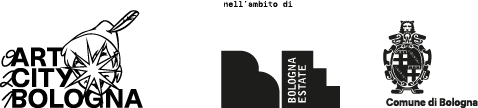 nell'ambito di
ART
CITY
BOLOGNA
BOLOGNA
ESTATE
Comune di Bologna